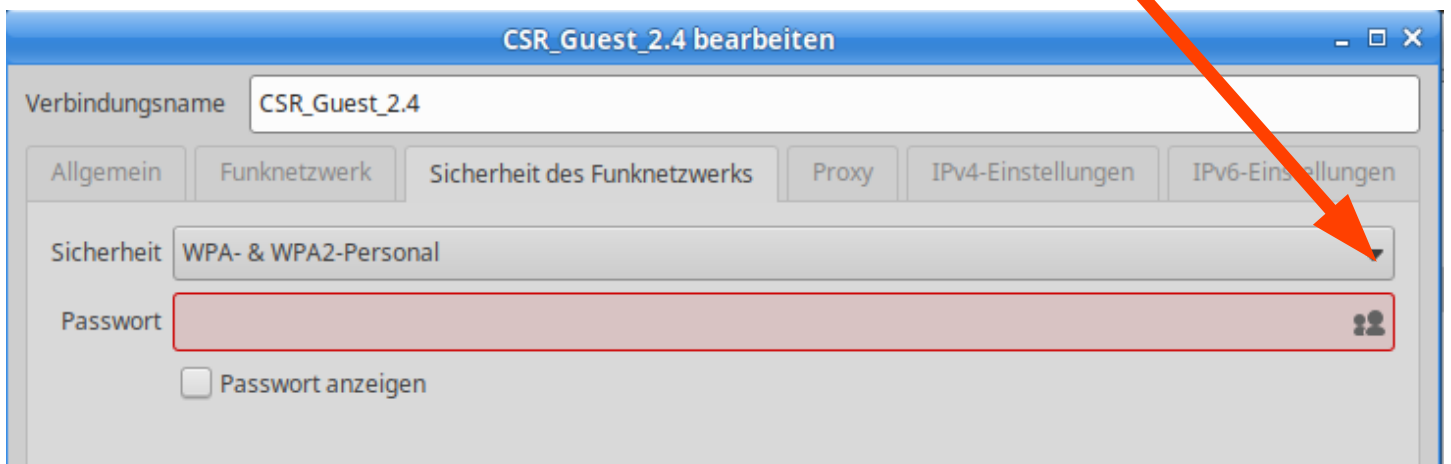 CSR_Guest_2.4 bearbeiten
Verbindungsname CSR_Guest_2.4
Allgemein Funknetzwerk Sicherheit des Funknetzwerks Proxy IPv4-Einstellungen IPv6-Einstellungen
Sicherheit WPA- & WPA2-Personal
Passwort
Passwort anzeigen